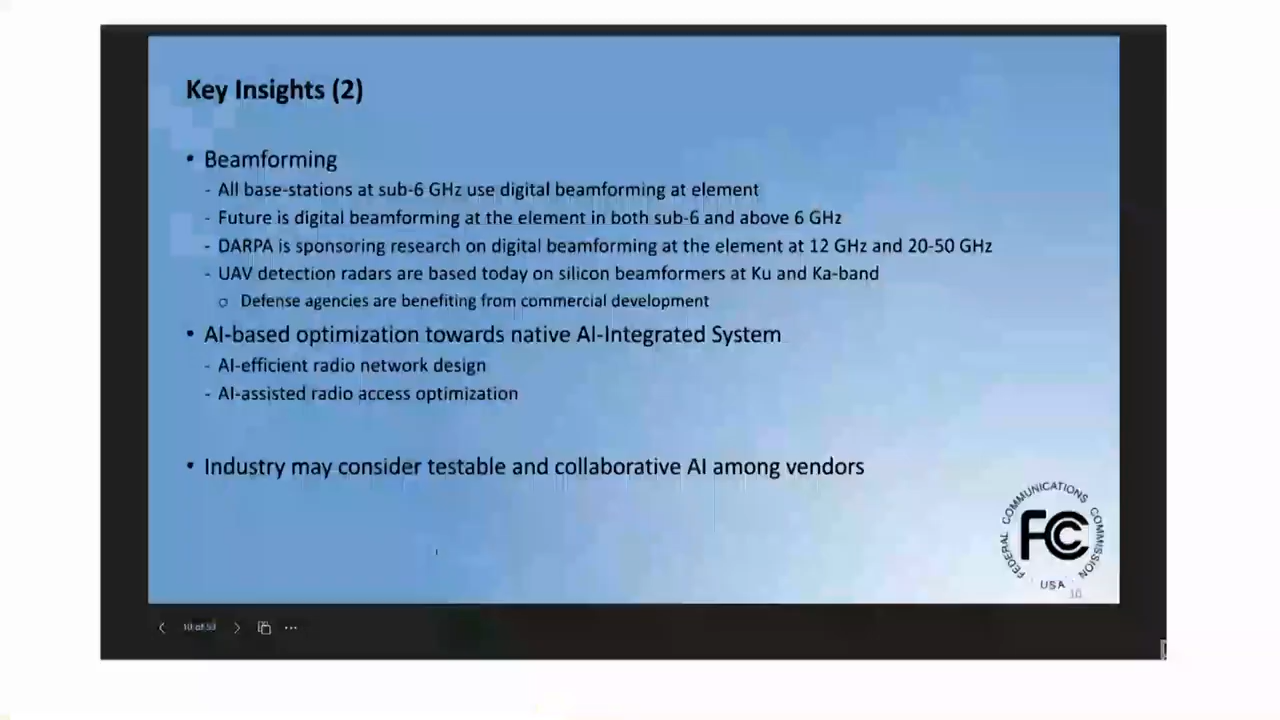 Key Insights (2)
• Beamforming
- All base-stations at sub-6 GHz use digital beamforming at element
- Future is digital beamforming at the element in both sub-6 and above 6 GHz
- DARPA is sponsoring research on digital beamforming at the element at 12 GHz and 20-50 GHz
- UAV detection radars are based today on silicon beamformers at Ku and Ka-band
o Defense agencies are benefiting from commercial development
• AI-based optimization towards native AI-Integrated System
- AI-efficient radio network design
- AI-assisted radio access optimization
• Industry may consider testable and collaborative AI among vendors
FEDERAL COMMUNICATIONS COMMISSION
FCC
USA
10
10 of 53